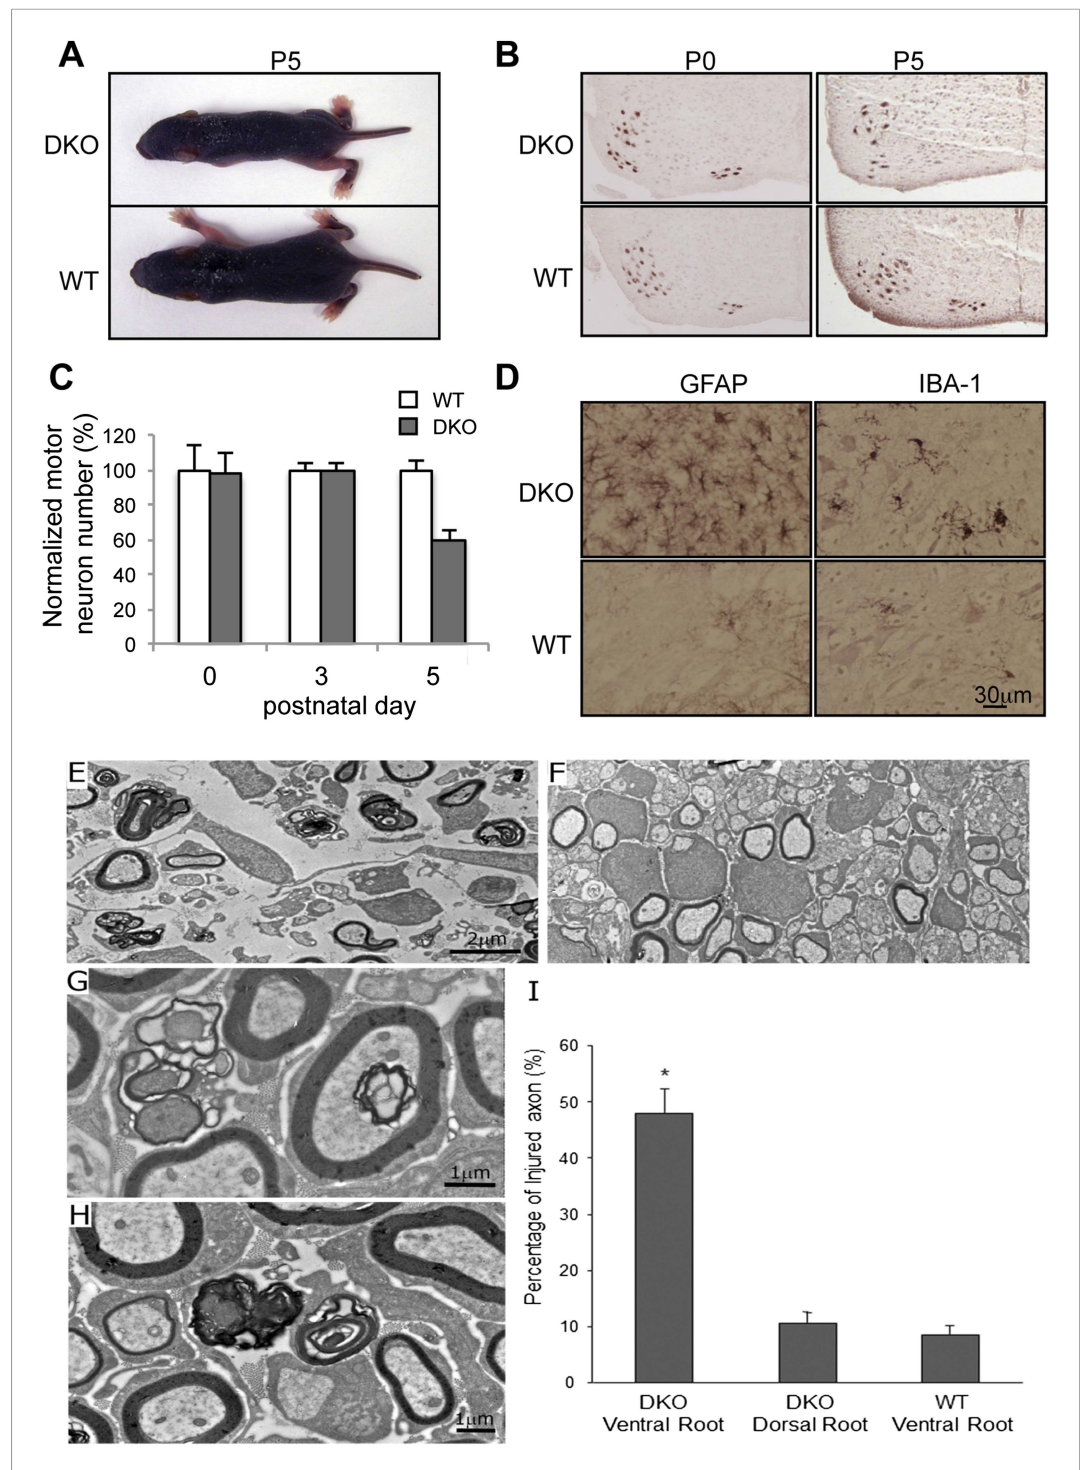 A
P5
DKO
WT
B
P0
P5
DKO
WT
C
Normalized motor
neuron number (%)
WT
DKO
120
100
80
60
40
20
0
0
3
5
postnatal day
D
GFAP
IBA-1
DKO
WT
30μm
E
2μm
F
G
1μm
H
1μm
I
Percentage of Injured axon (%)
60
50
40
30
20
10
0
*
DKO
Ventral Root
DKO
Dorsal Root
WT
Ventral Root